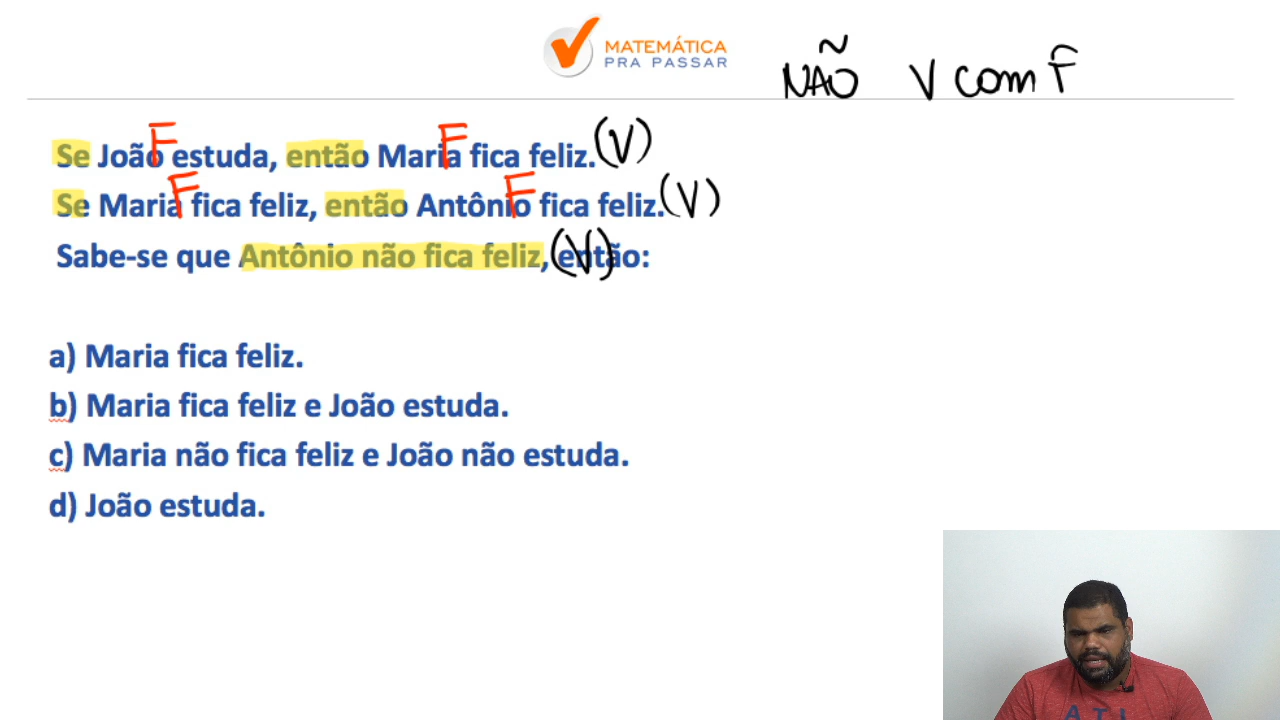 MATEMÁTICA
PRA PASSAR
NÃO V com F
Se João estuda, então Maria fica feliz. (V)
F F
Se Maria fica feliz, então Antônio fica feliz. (V)
F F
Sabe-se que Antônio não fica feliz, então: (V)
a) Maria fica feliz.
b) Maria fica feliz e João estuda.
c) Maria não fica feliz e João não estuda.
d) João estuda.